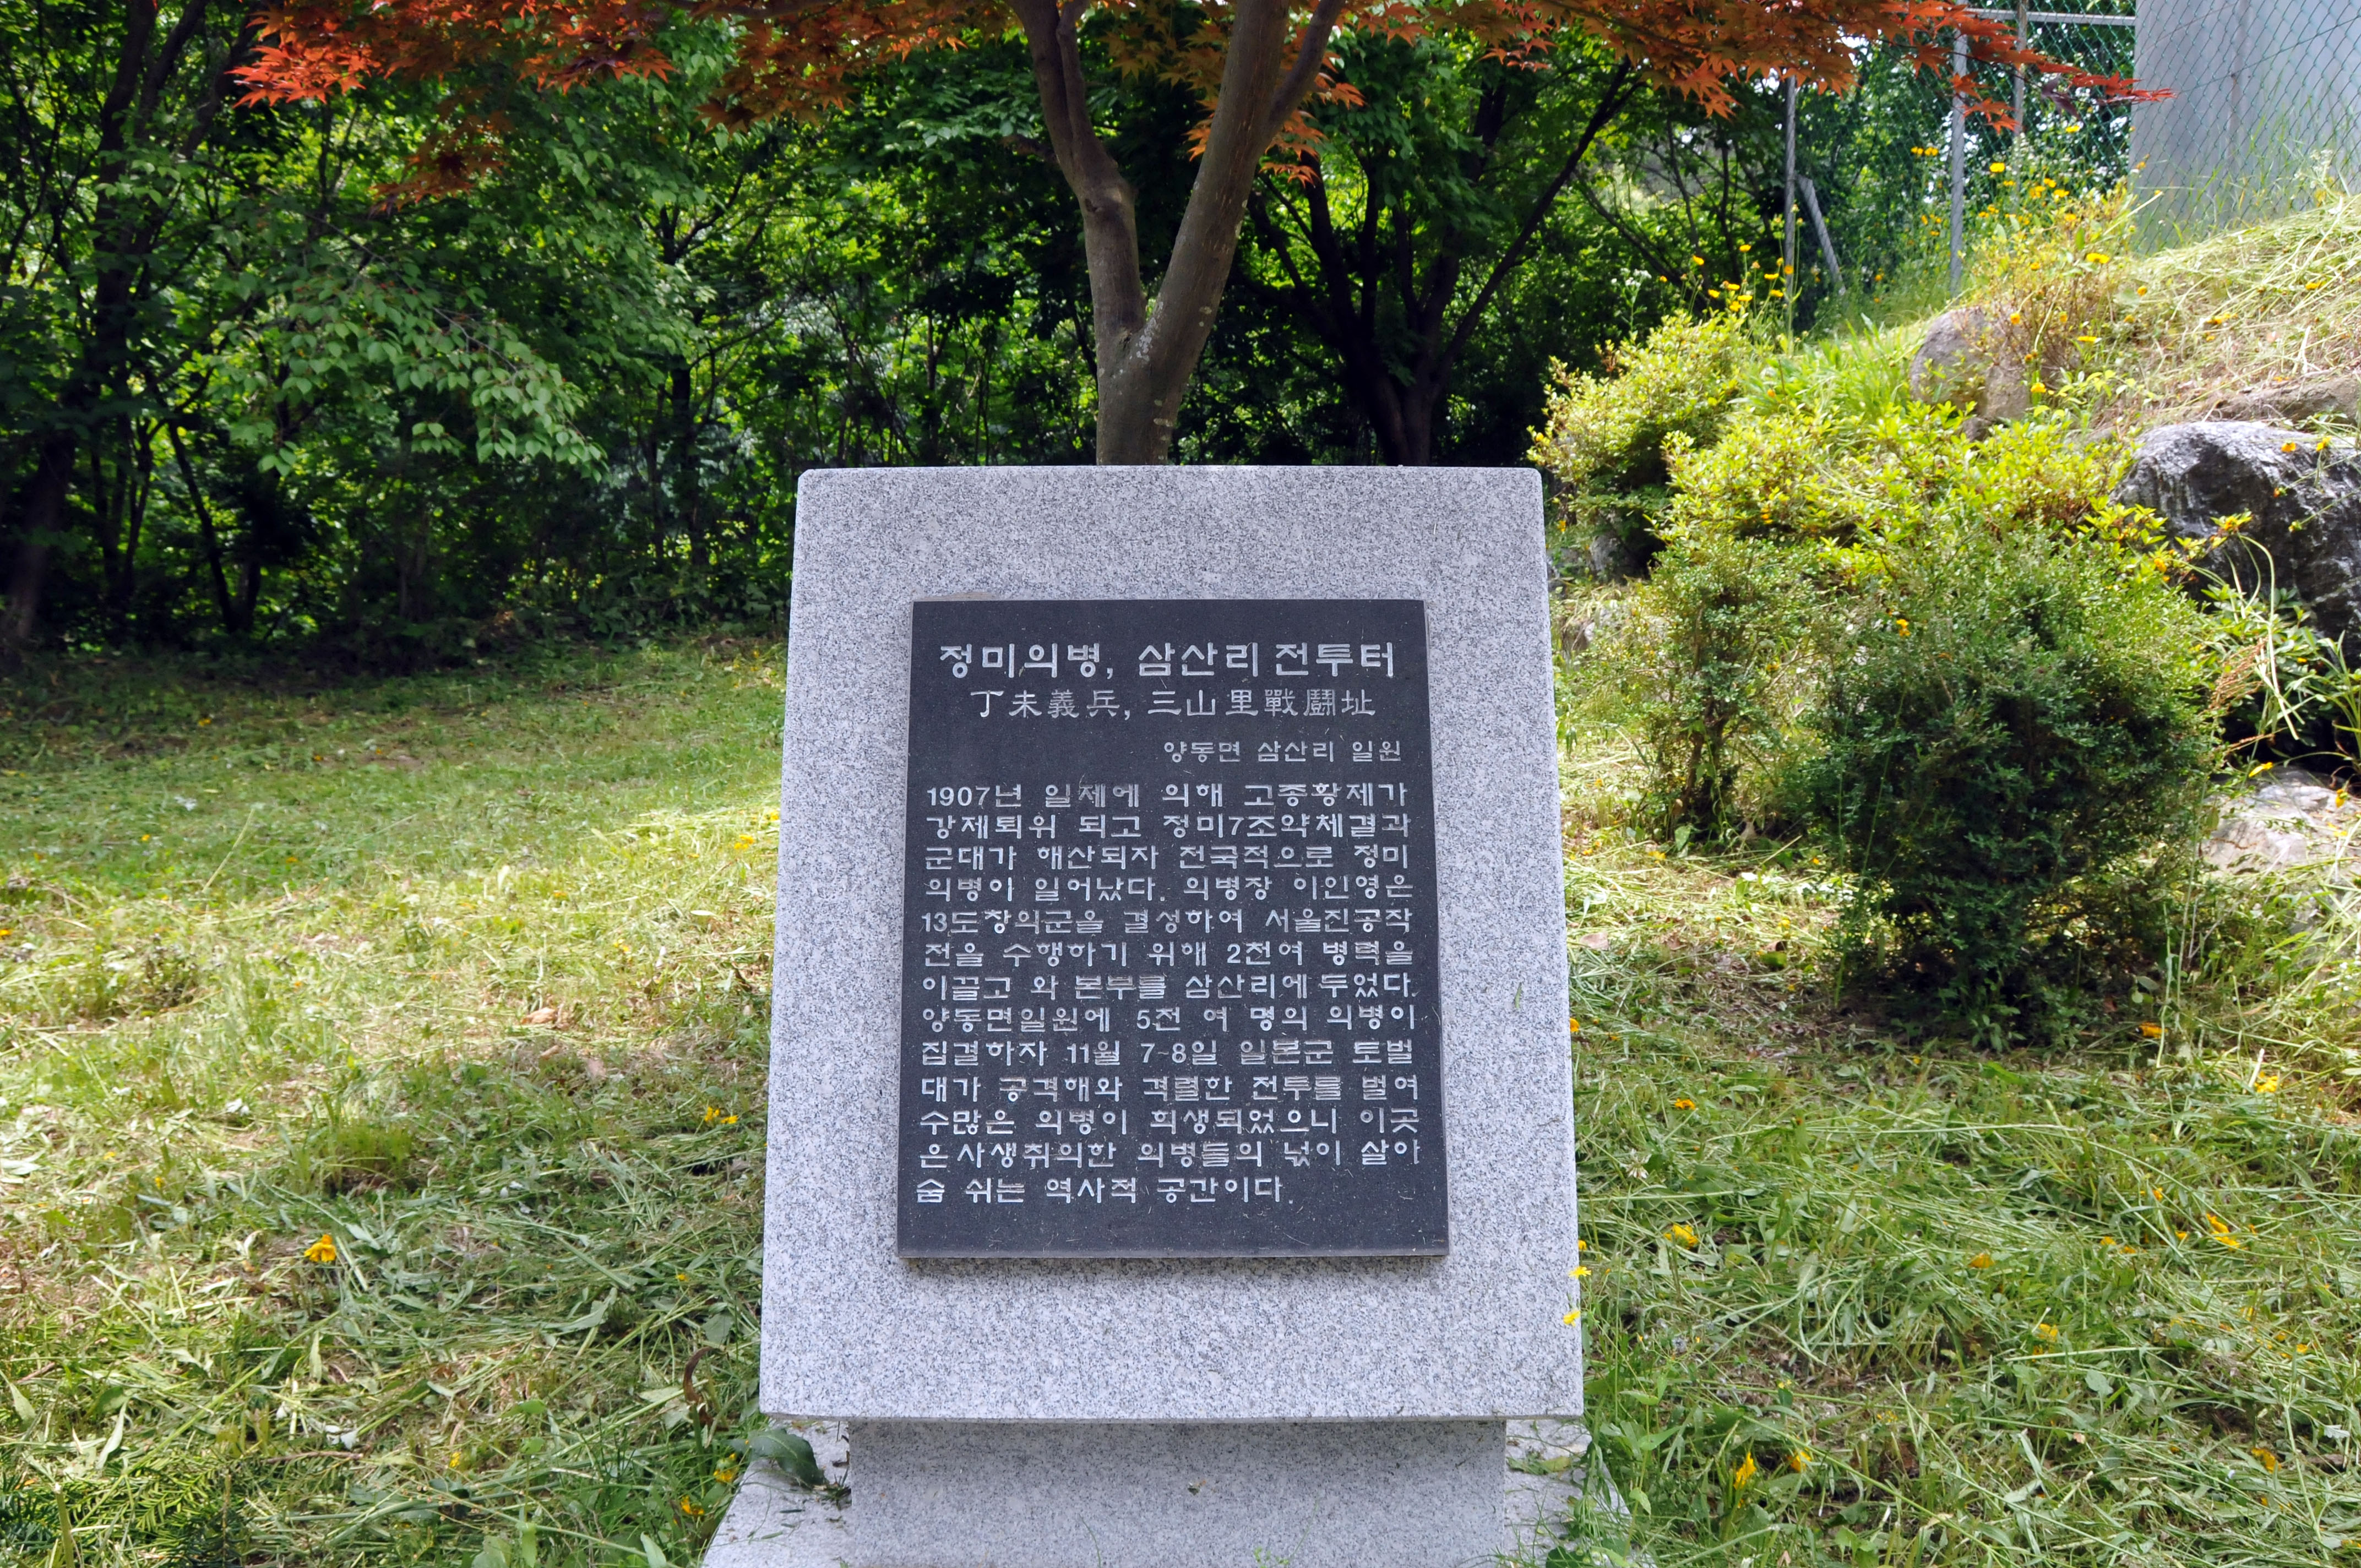 정미의병, 삼산리 전투터
丁未義兵, 三山里戰鬪址
양동면 삼산리 일원
1907년 일제에 의해 고종황제가
강제퇴위 되고 정미7조약체결과
군대가 해산되자 전국적으로 정미
의병이 일어났다. 의병장 이인영은
13도창의군을 결성하여 서울진공작
전을 수행하기 위해 2천여 병력을
이끌고 와 본부를 삼산리에 두었다.
양동면일원에 5천 여 명의 의병이
집결하자 11월 7~8일 일본군 토벌
대가 공격해와 격렬한 전투를 벌여
수많은 의병이 희생되었으니 이곳
은 사생취의한 의병들의 넋이 살아
숨 쉬는 역사적 공간이다.